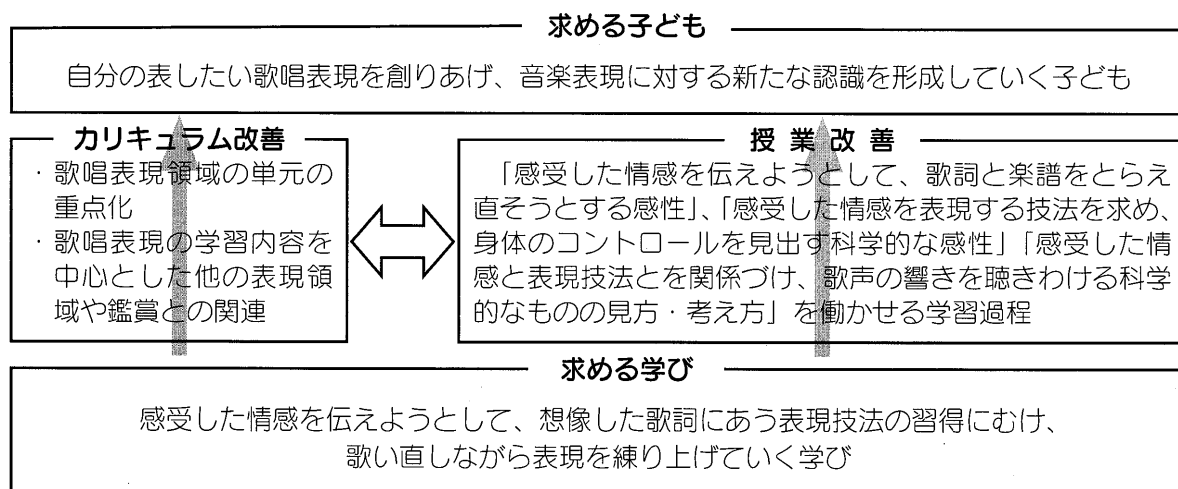 求める子ども
自分の表したい歌唱表現を創りあげ、音楽表現に対する新たな認識を形成していく子ども
カリキュラム改善
・歌唱表現領域の単元の
重点化
・歌唱表現の学習内容を
中心とした他の表現領
域や鑑賞との関連
授業改善
「感受した情感を伝えようとして、歌詞と楽譜をとらえ
直そうとする感性」、「感受した情感を表現する技法を求め、
身体のコントロールを見出す科学的な感性」「感受した情
感と表現技法とを関係づけ、歌声の響きを聴きわける科学
的なものの見方・考え方」を働かせる学習過程
求める学び
感受した情感を伝えようとして、想像した歌詞にあう表現技法の習得にむけ、
歌い直しながら表現を練り上げていく学び